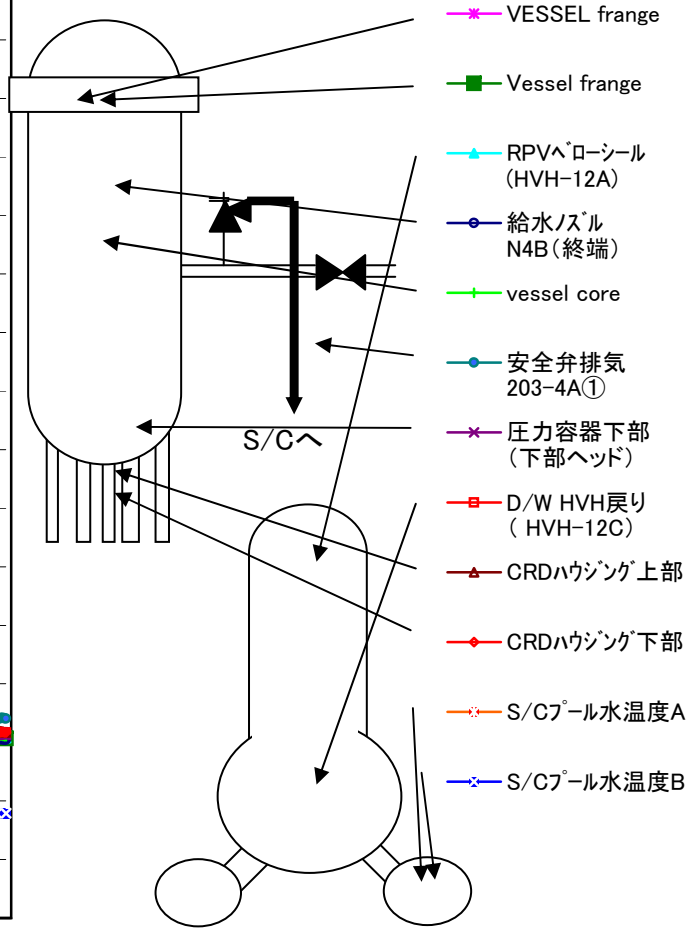 VESSEL frange
Vessel frange
RPVベローシール
(HVH-12A)
給水ノズル
N4B(終端)
vessel core
安全弁排気
203-4A①
S/Cへ
圧力容器下部
(下部ヘッド)
D/W HVH戻り
( HVH-12C)
CRDハウジング上部
CRDハウジング下部
S/Cプール水温度A
S/Cプール水温度B